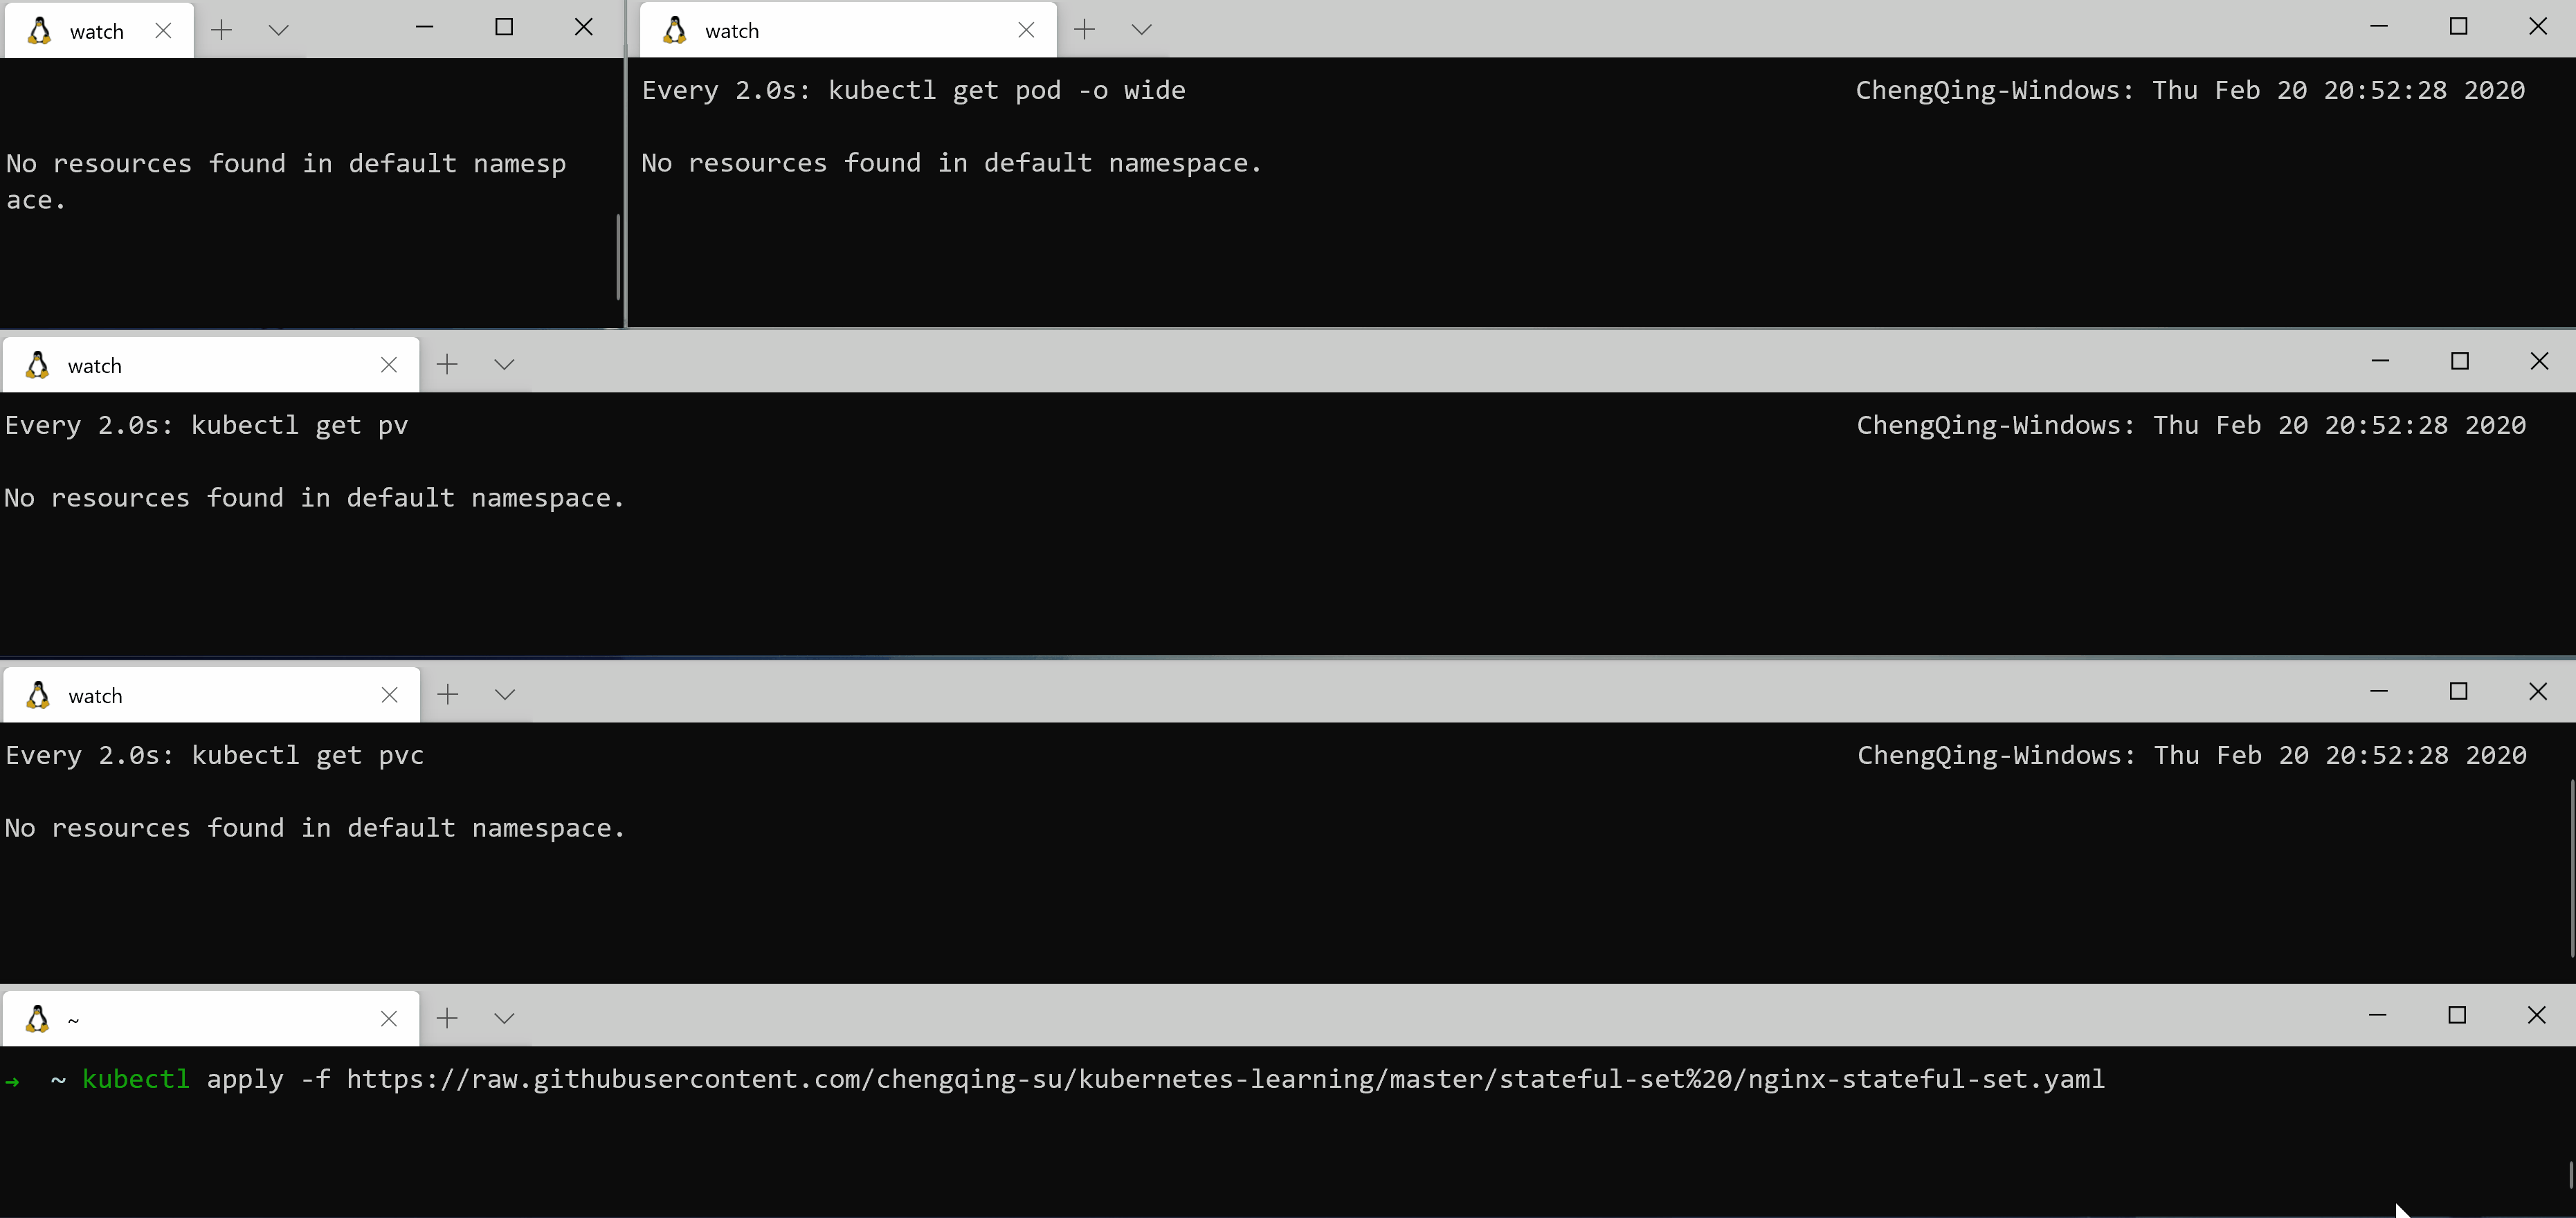 watch
No resources found in default namesp
ace.
watch
Every 2.0s: kubectl get pod -o wide ChengQing-Windows: Thu Feb 20 20:52:28 2020
No resources found in default namespace.
watch
Every 2.0s: kubectl get pv ChengQing-Windows: Thu Feb 20 20:52:28 2020
No resources found in default namespace.
watch
Every 2.0s: kubectl get pvc ChengQing-Windows: Thu Feb 20 20:52:28 2020
No resources found in default namespace.
~
→ ~ kubectl apply -f https://raw.githubusercontent.com/chengqing-su/kubernetes-learning/master/stateful-set%20/nginx-stateful-set.yaml